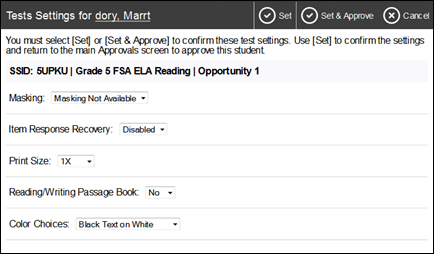 Tests Settings for dory, Marrt Set Set & Approve Cancel
You must select [Set] or [Set & Approve] to confirm these test settings. Use [Set] to confirm the settings
and return to the main Approvals screen to approve this student.
SSID: 5UPKU | Grade 5 FSA ELA Reading | Opportunity 1
Masking: Masking Not Available
Item Response Recovery: Disabled
Print Size: 1X
Reading/Writing Passage Book: No
Color Choices: Black Text on White